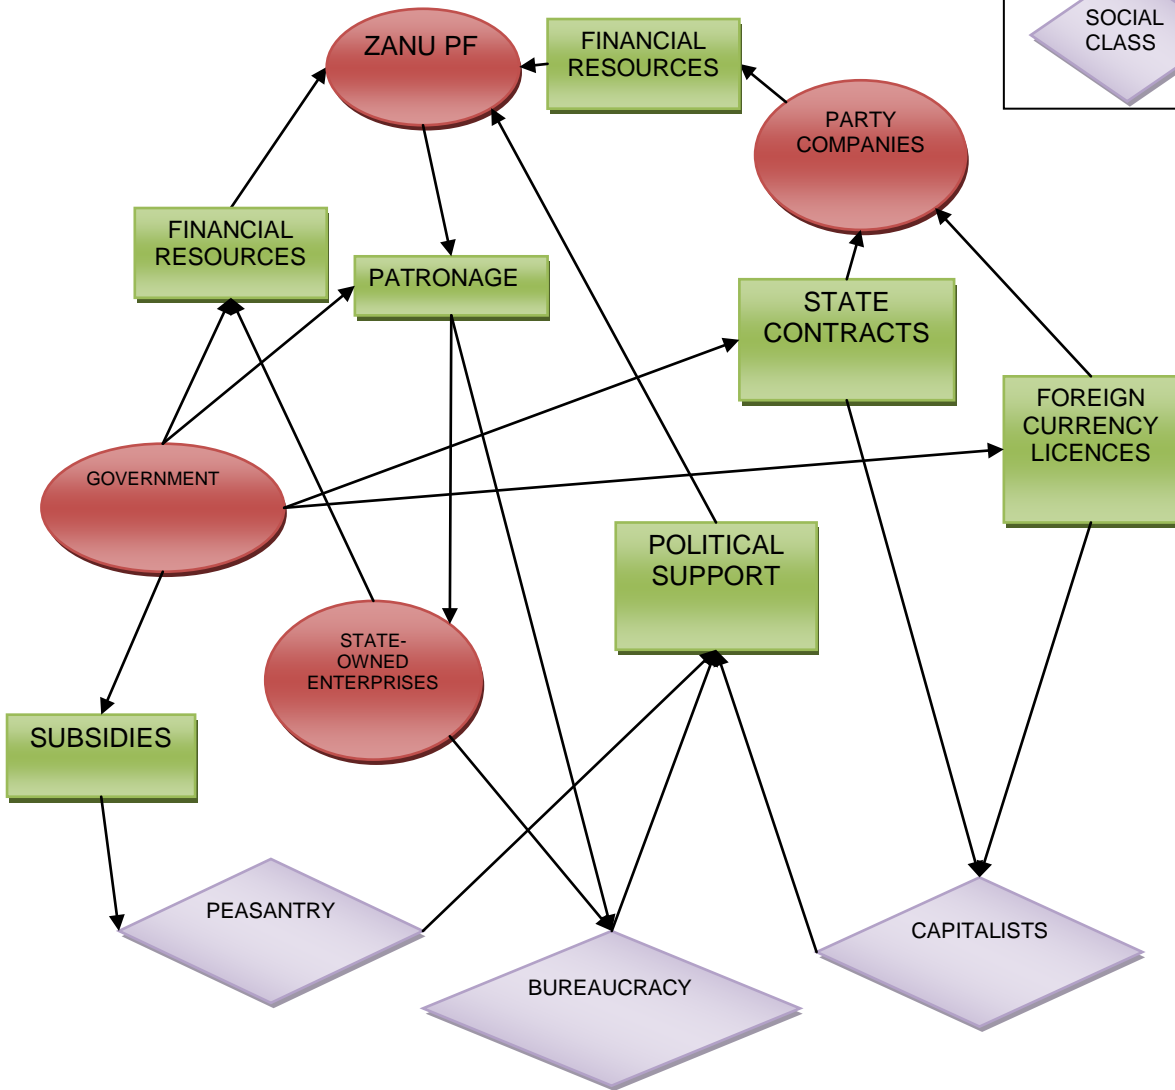 ZANU PF
FINANCIAL
RESOURCES
SOCIAL
CLASS
PARTY
COMPANIES
FINANCIAL
RESOURCES
PATRONAGE
STATE
CONTRACTS
FOREIGN
CURRENCY
LICENCES
GOVERNMENT
POLITICAL
SUPPORT
STATE-
OWNED
ENTERPRISES
SUBSIDIES
PEASANTRY
BUREAUCRACY
CAPITALISTS